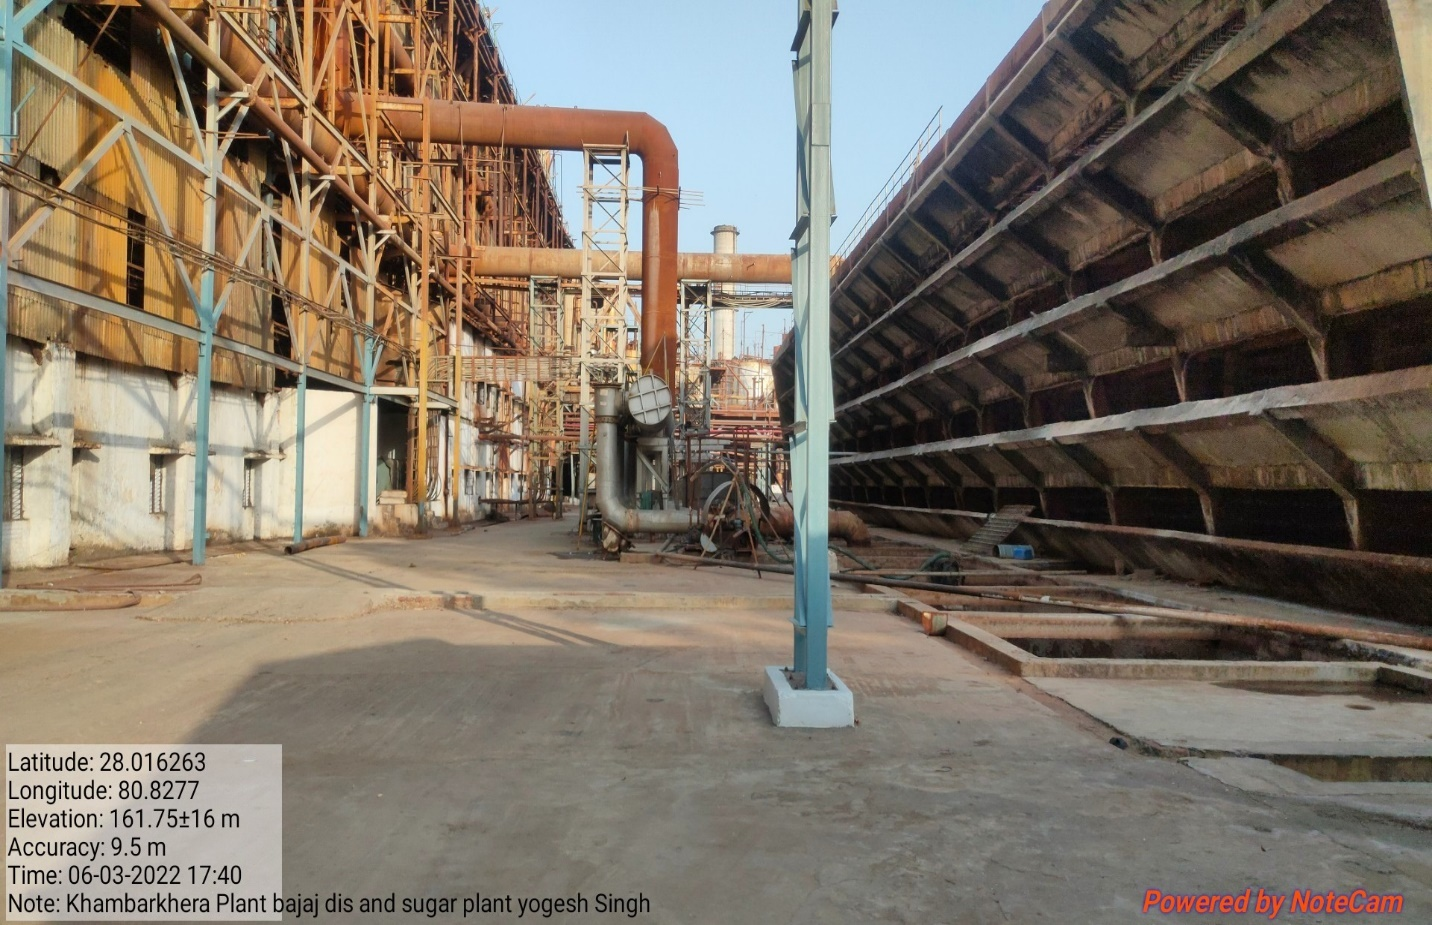 Latitude: 28.016263
Longitude: 80.8277
Elevation: 161.75±16 m
Accuracy: 9.5 m
Time: 06-03-2022 17:40
Note: Khambarkhera Plant bajaj dis and sugar plant yogesh Singh
Powered by NoteCam